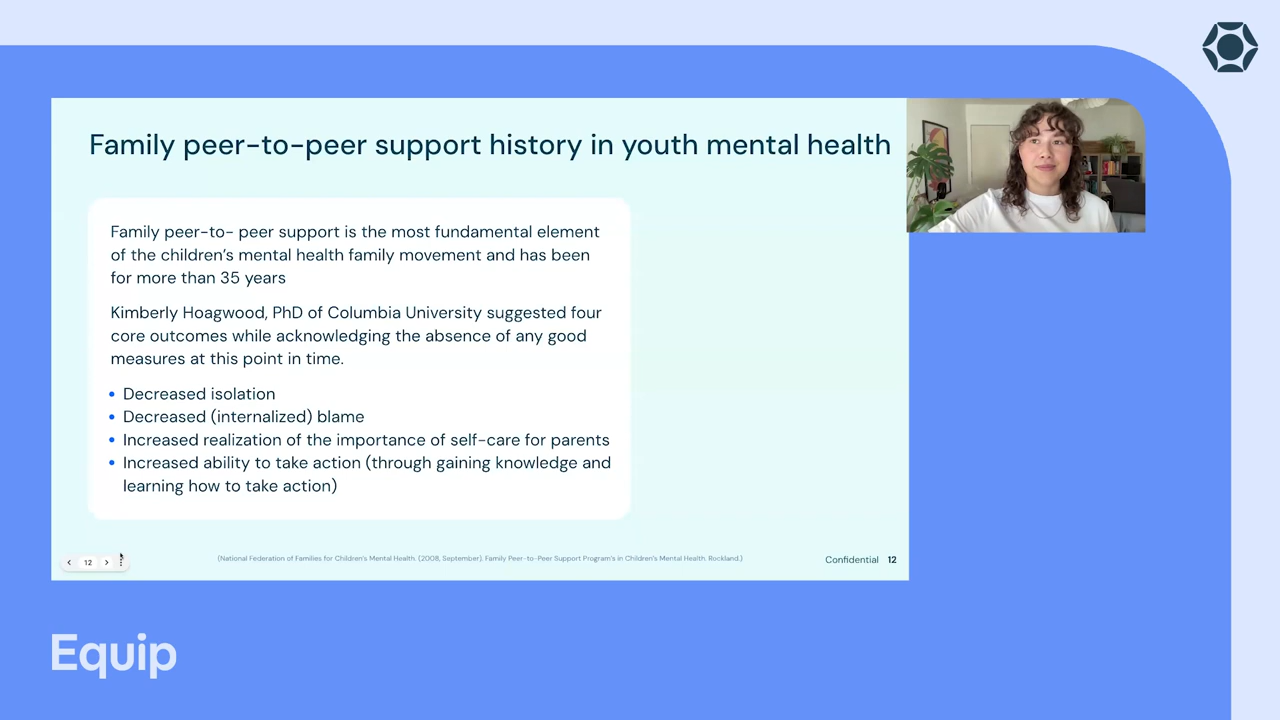 Family peer-to-peer support history in youth mental health
Family peer-to- peer support is the most fundamental element
of the children's mental health family movement and has been
for more than 35 years
Kimberly Hoagwood, PhD of Columbia University suggested four
core outcomes while acknowledging the absence of any good
measures at this point in time.
• Decreased isolation
• Decreased (internalized) blame
• Increased realization of the importance of self-care for parents
• Increased ability to take action (through gaining knowledge and
learning how to take action)
12
(National Federation of Families for Children's Mental Health. (2008, September). Family Peer-to-Peer Support Program's in Children's Mental Health. Rockland.)
Confidential 12
Equip